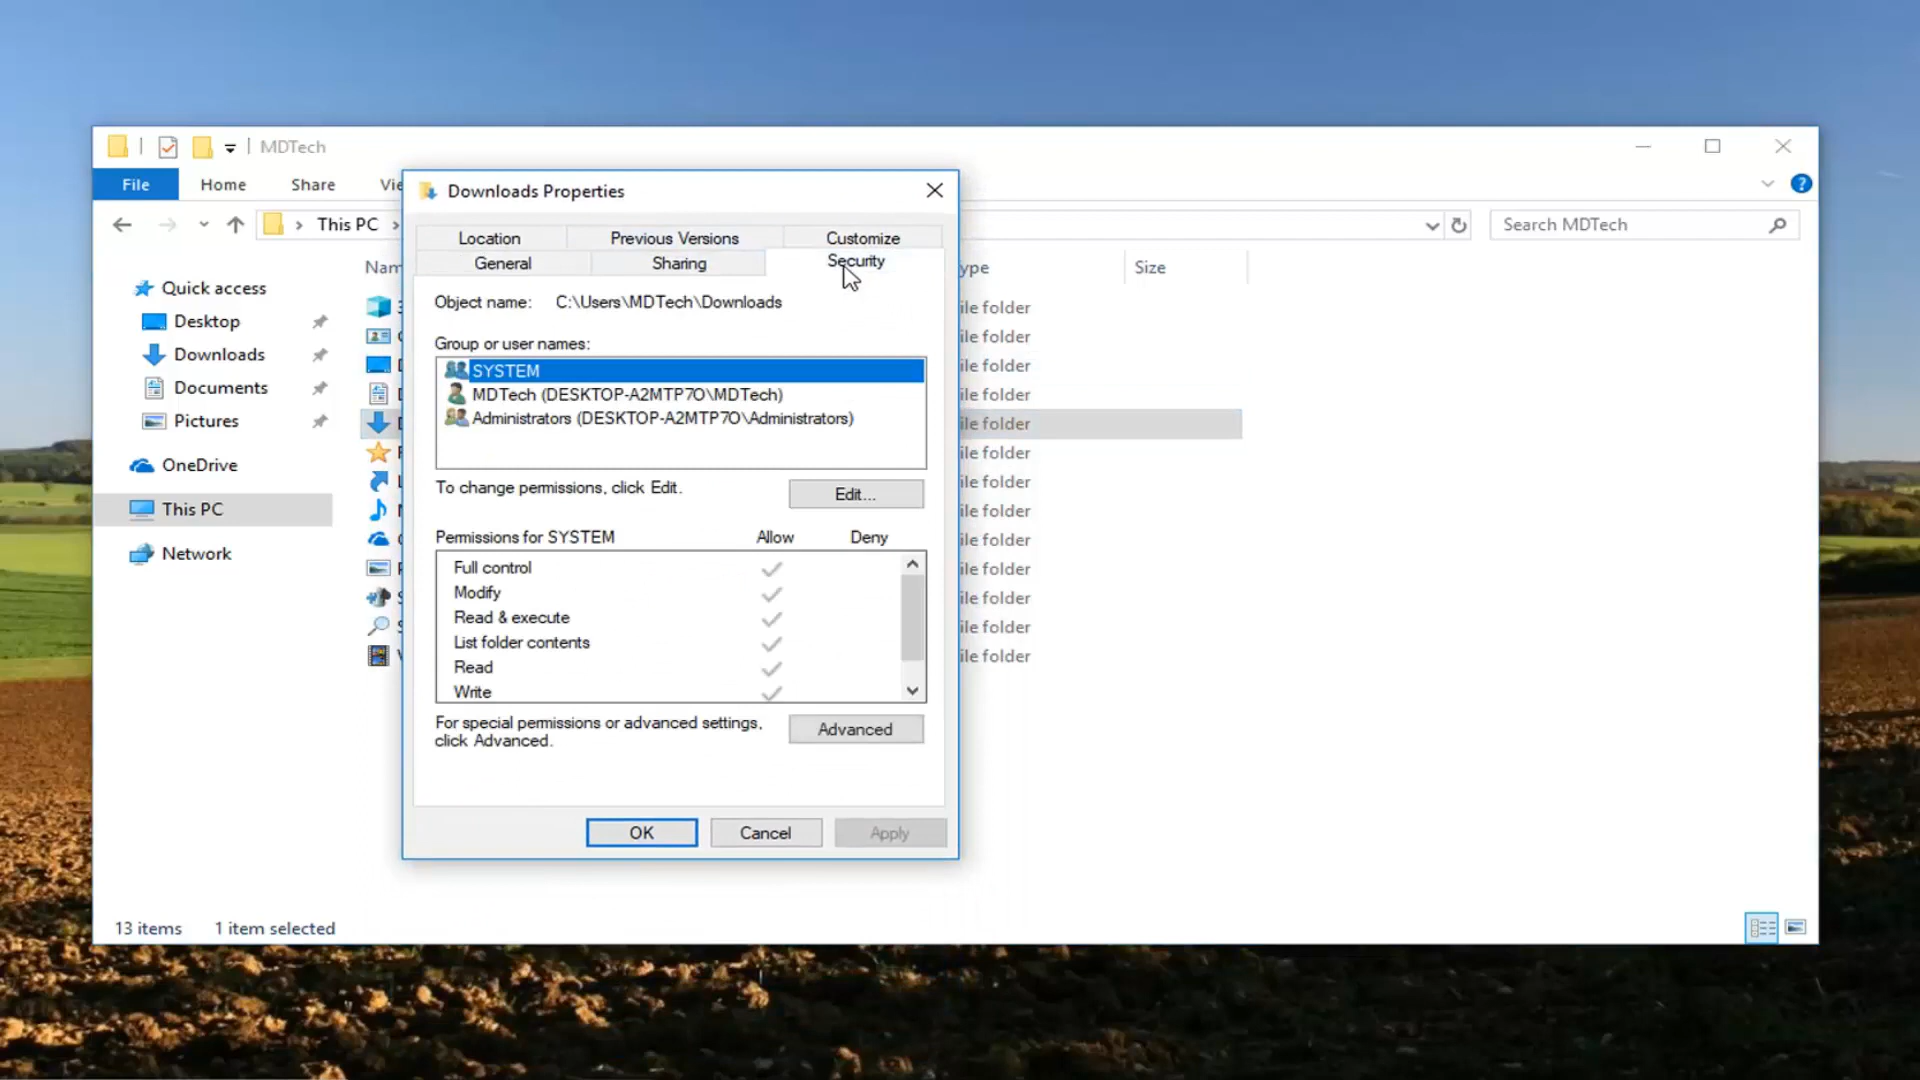 MDTech
File Home Share Vie
This PC
Search MDTech
Quick access
Desktop
Downloads
Documents
Pictures
OneDrive
This PC
Network
Nam
ype
Size
ile folder
ile folder
ile folder
ile folder
ile folder
ile folder
ile folder
ile folder
ile folder
ile folder
ile folder
ile folder
ile folder
Downloads Properties
Location Previous Versions Customize
General Sharing Security
Object name: C:\Users\MDTech\Downloads
Group or user names:
SYSTEM
MDTech (DESKTOP-A2MTP7O\MDTech)
Administrators (DESKTOP-A2MTP7O\Administrators)
To change permissions, click Edit.
Edit...
Permissions for SYSTEM Allow Deny
Full control
Modify
Read & execute
List folder contents
Read
Write
For special permissions or advanced settings,
click Advanced.
Advanced
OK Cancel Apply
13 items 1 item selected